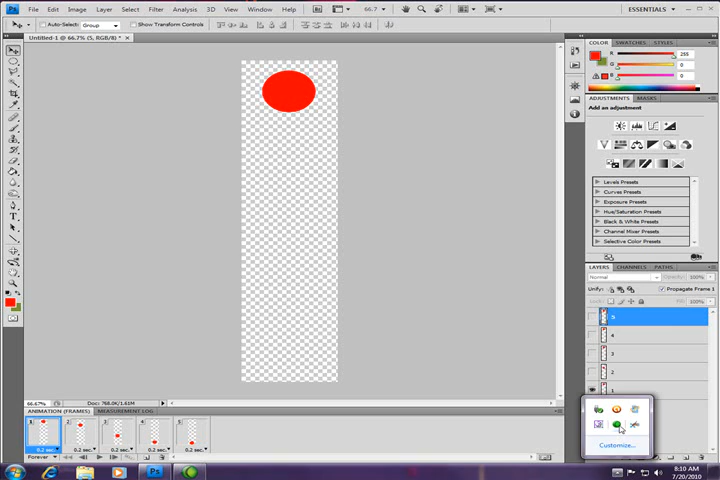 Ps File Edit Image Layer Select Filter Analysis 3D View Window Help Br 66.7 ESSENTIALS
Auto-Select: Group Show Transform Controls
Untitled-1 @ 66.7% (5, RGB/8) * ×
COLOR SWATCHES STYLES
R 255
G 0
B 0
ADJUSTMENTS MASKS
Add an adjustment
Levels Presets
Curves Presets
Exposure Presets
Hue/Saturation Presets
Black & White Presets
Channel Mixer Presets
Selective Color Presets
LAYERS CHANNELS PATHS
Normal Opacity: 100%
Unify: Propagate Frame 1
Lock: Fill: 100%
5
4
3
2
1
Customize...
66.67% Doc: 768.0K/1.61M
ANIMATION (FRAMES) MEASUREMENT LOG
1 2 3 4 5
0.2 sec. 0.2 sec. 0.2 sec. 0.2 sec. 0.2 sec.
Forever
Ps
8:10 AM
7/20/2010